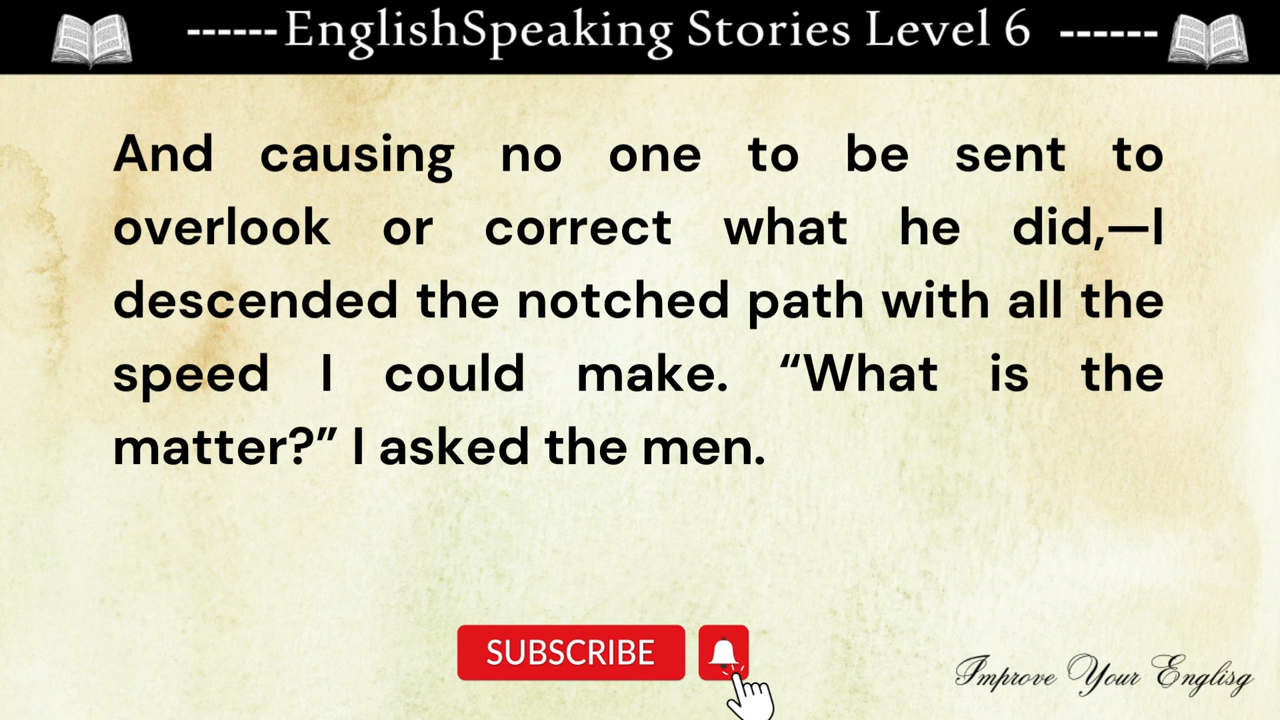 ------EnglishSpeaking Stories Level 6 ------
And causing no one to be sent to
overlook or correct what he did,—I
descended the notched path with all the
speed I could make. “What is the
matter?” I asked the men.
SUBSCRIBE
Improve Your Englisg